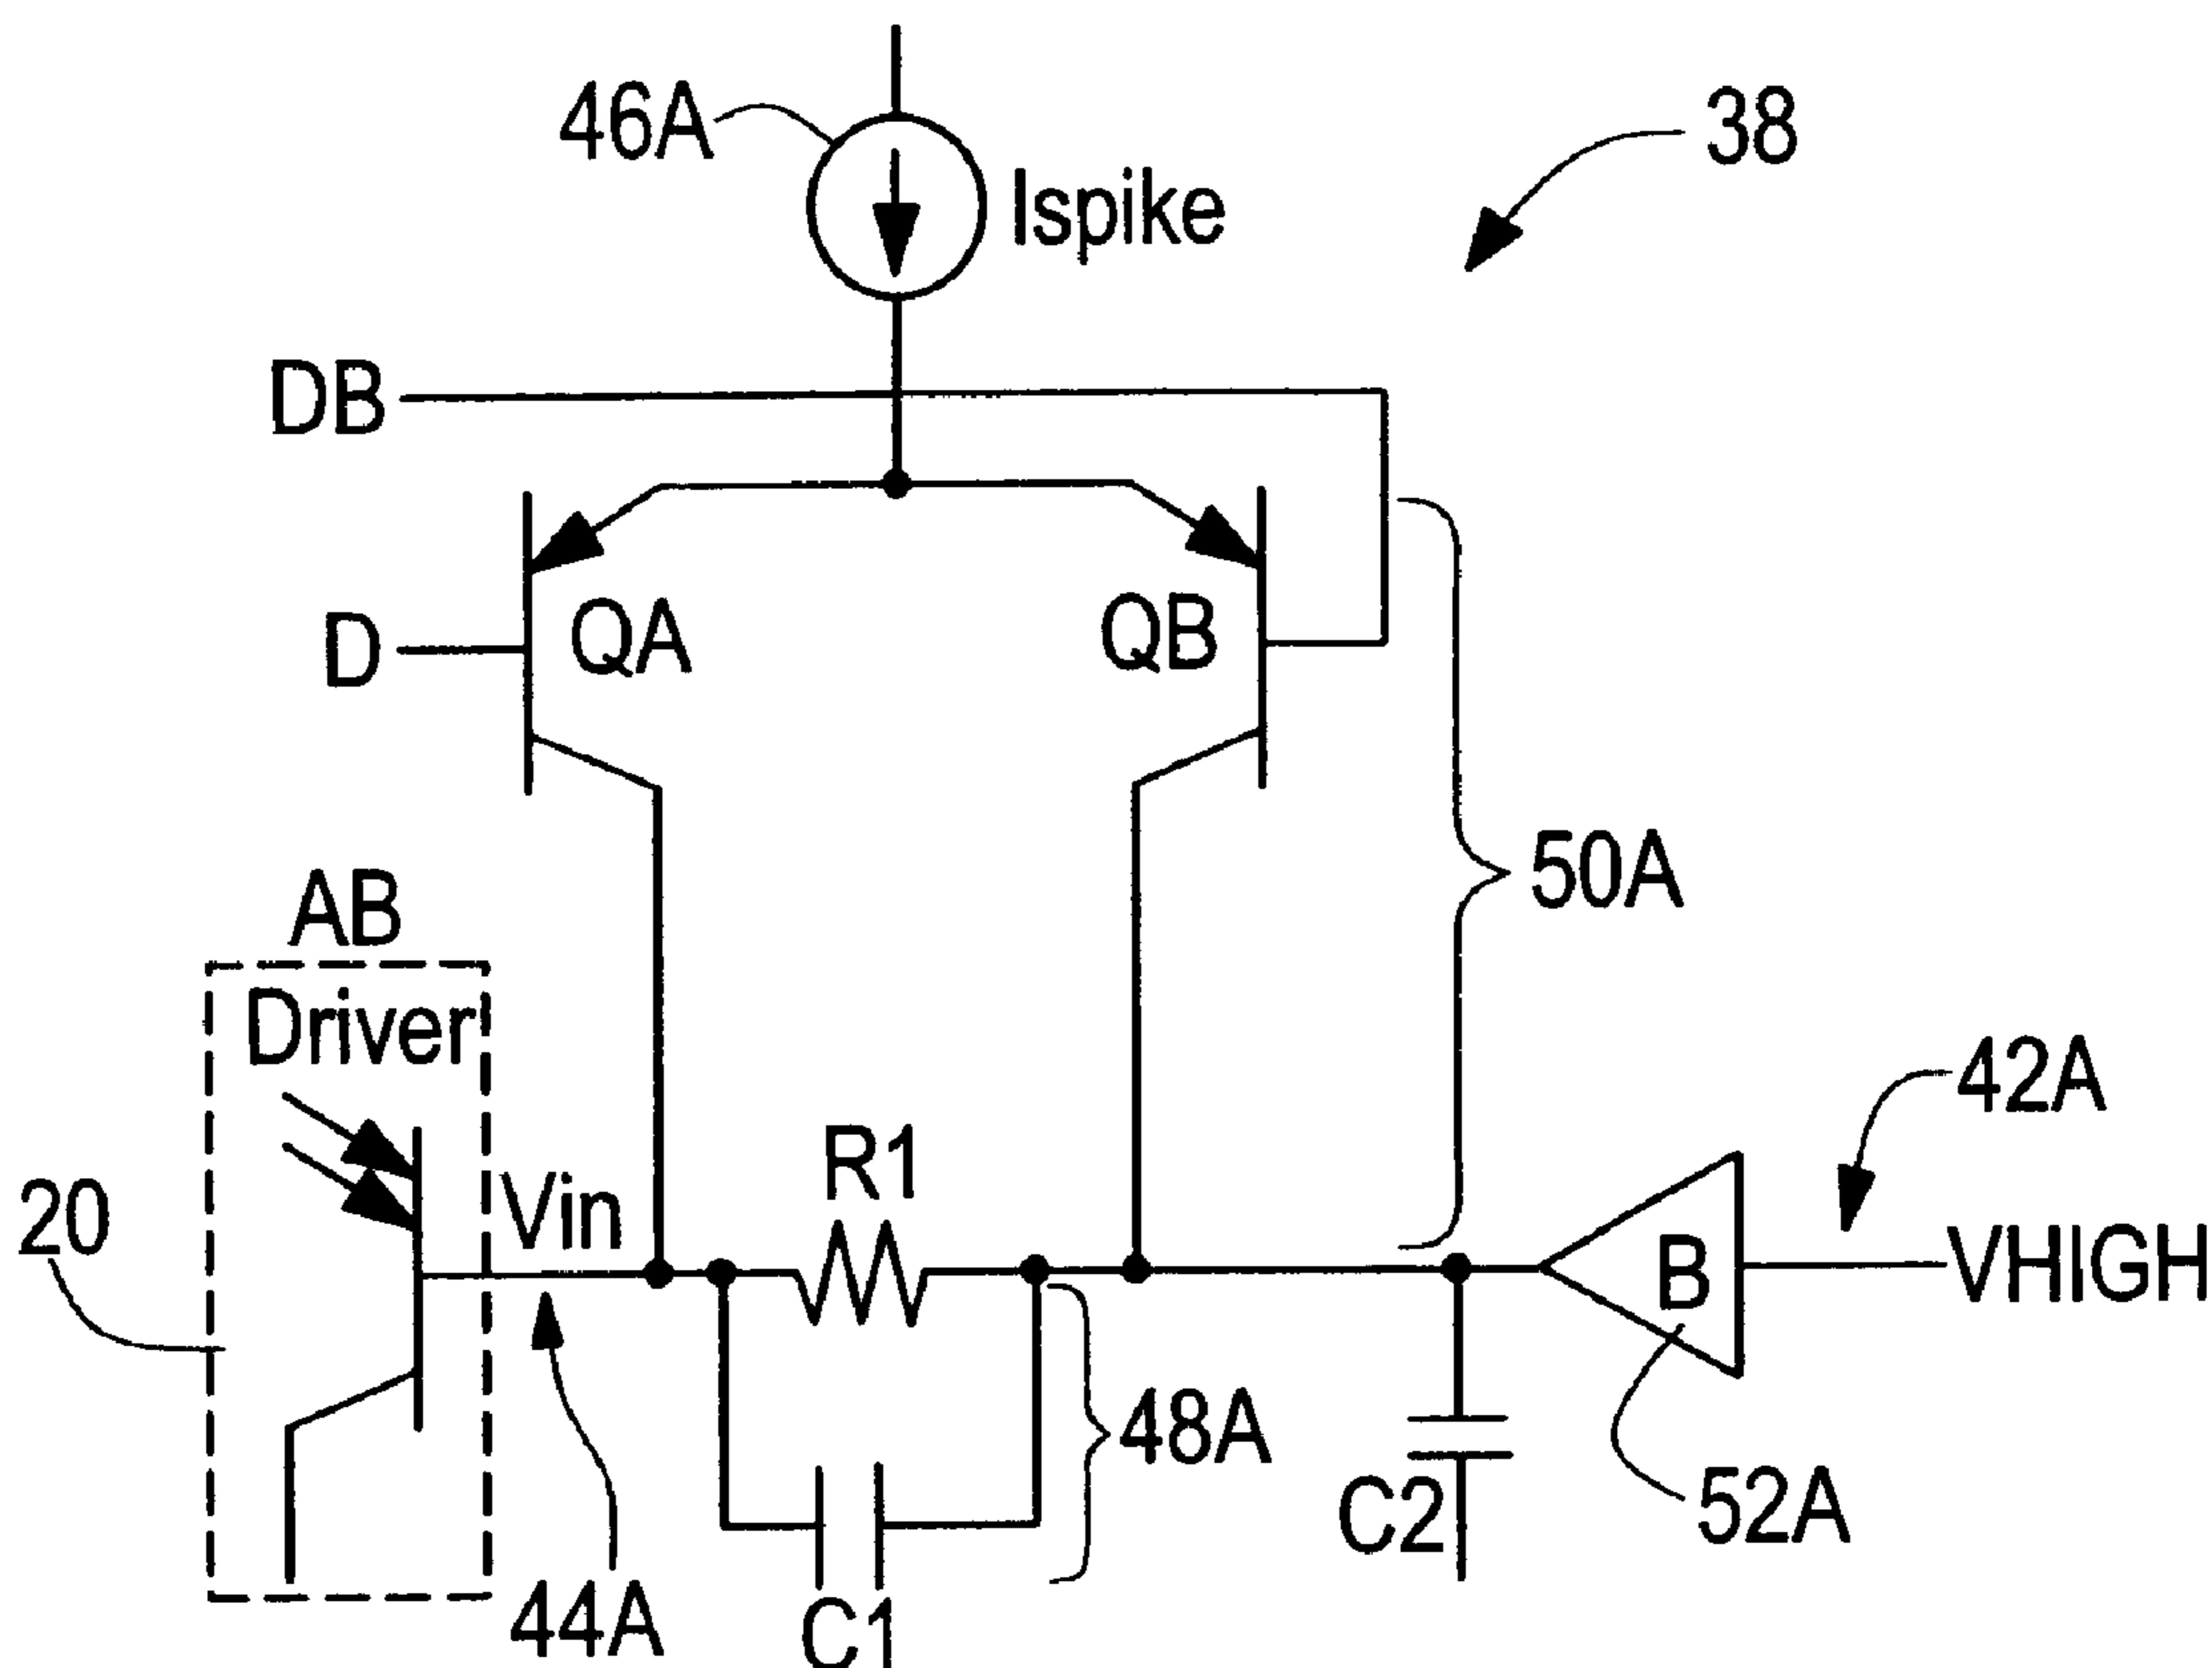 46A
38
Ispike
DB
D
QA
QB
50A
AB
Driver
42A
20
Vin
R1
B
VHIGH
48A
C2
52A
44A
C1